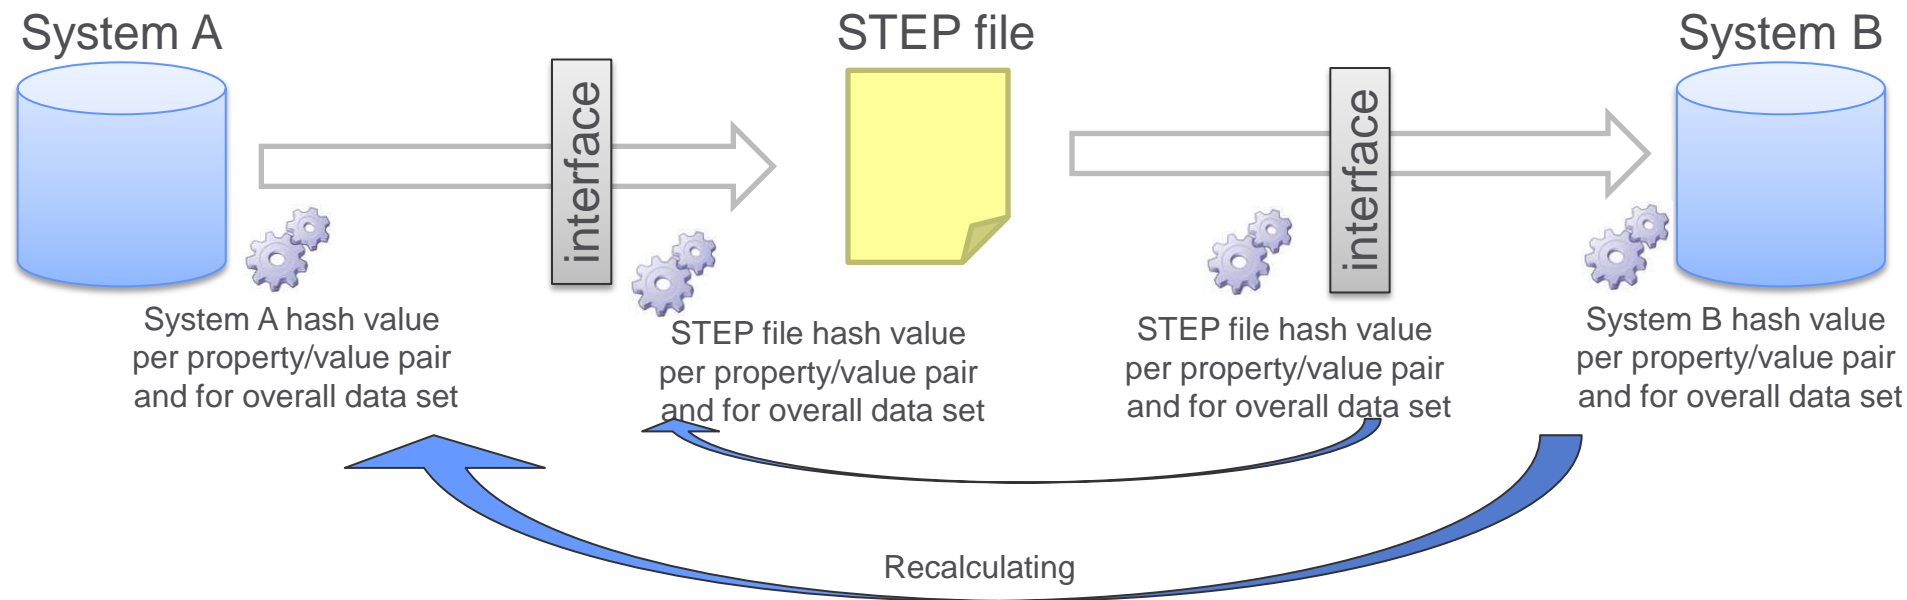 System A
STEP file
System B
interface
interface
System A hash value
per property/value pair
and for overall data set
STEP file hash value
per property/value pair
and for overall data set
STEP file hash value
per property/value pair
and for overall data set
System B hash value
per property/value pair
and for overall data set
Recalculating